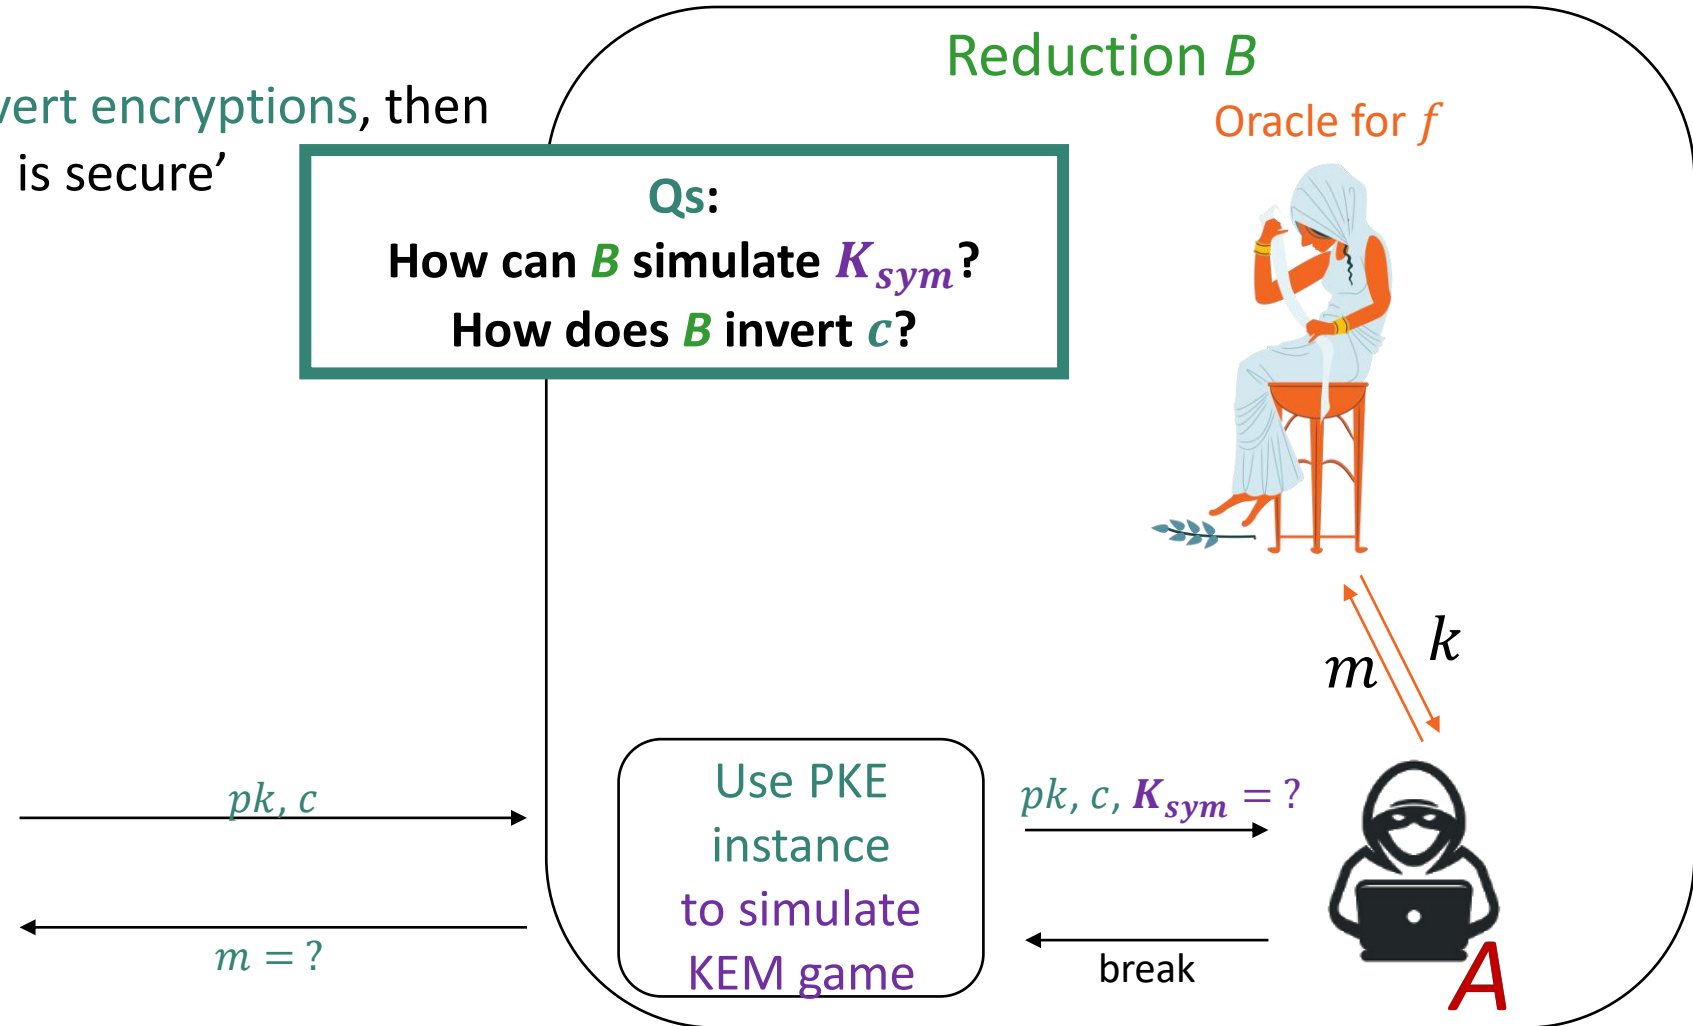 Reduction B
encryptions, then
is secure’
Oracle for f
Qs:
How can B simulate K_sym?
How does B invert c?
m
k
pk, c
m = ?
Use PKE
instance
to simulate
KEM game
pk, c, K_sym = ?
break
A